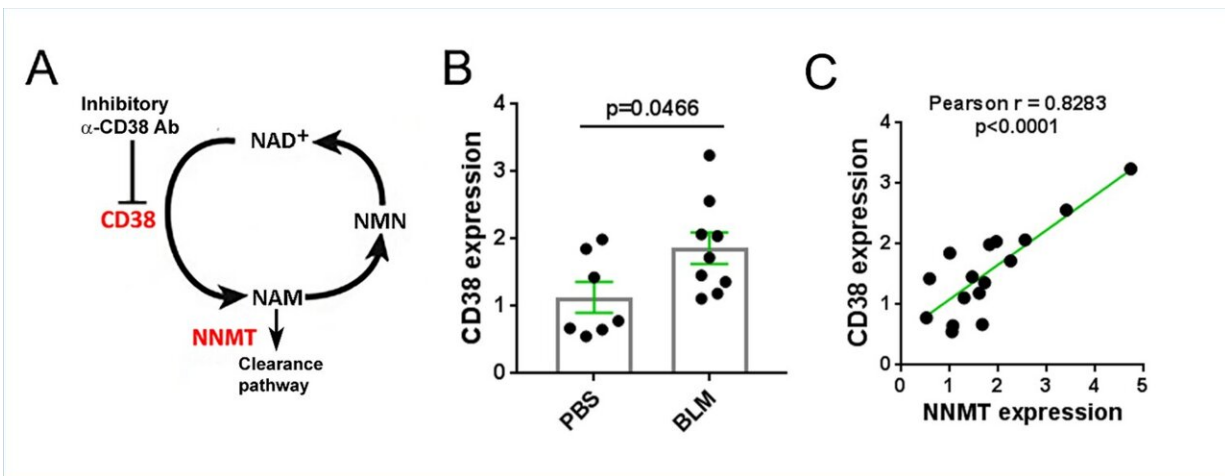 A
Inhibitory
α-CD38 Ab
NAD+
CD38
NMN
NAM
NNMT
Clearance
pathway
B
p=0.0466
CD38 expression
4
3
2
1
0
PBS
BLM
C
Pearson r = 0.8283
p<0.0001
CD38 expression
4
3
2
1
0
0 1 2 3 4 5
NNMT expression